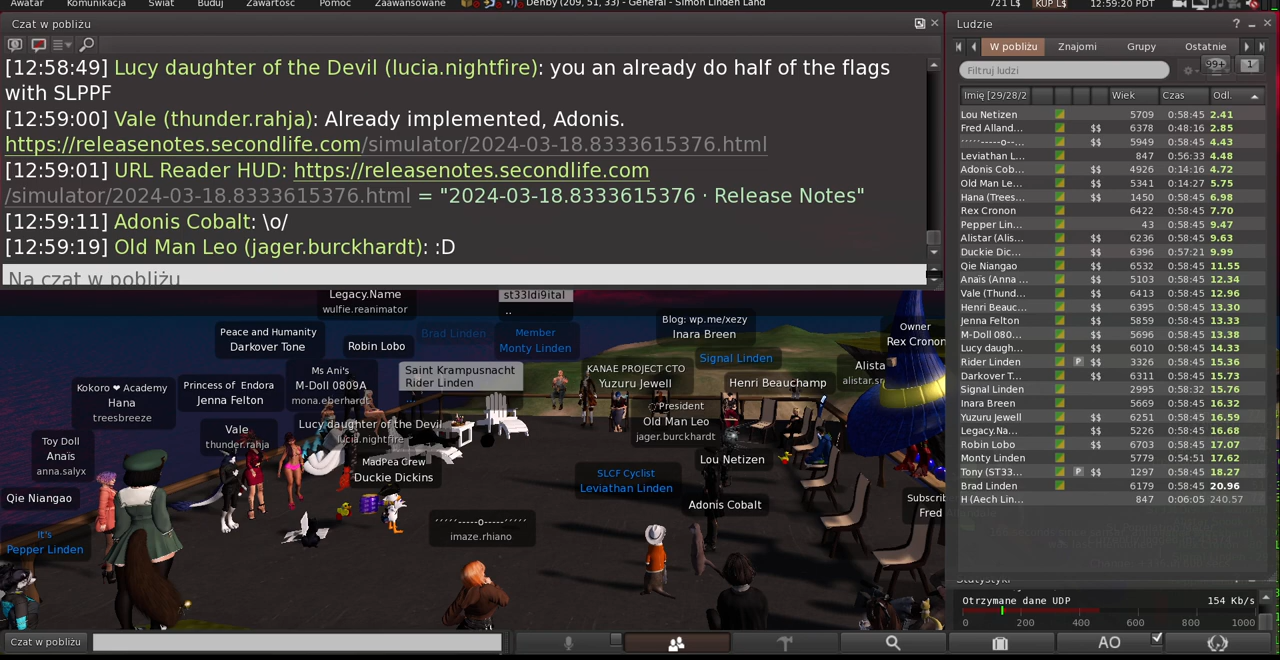 Awatar Komunikacja Świat Buduj Zawartość Pomoc Zaawansowane Denby (209, 51, 33) - General - Simon Linden Land 721 L$ KUP L$ 12:59:20 PDT
Czat w pobliżu
[12:58:49] Lucy daughter of the Devil (lucia.nightfire): you an already do half of the flags
with SLPPF
[12:59:00] Vale (thunder.rahja): Already implemented, Adonis.
https://releasenotes.secondlife.com/simulator/2024-03-18.8333615376.html
[12:59:01] URL Reader HUD: https://releasenotes.secondlife.com
/simulator/2024-03-18.8333615376.html = "2024-03-18.8333615376 · Release Notes"
[12:59:11] Adonis Cobalt: \o/
[12:59:19] Old Man Leo (jager.burckhardt): :D
Na czat w pobliżu
Legacy.Name
wulfie.reanimator
st33ldi9ital
..
Peace and Humanity
Darkover Tone
Robin Lobo
Brad Linden
Member
Monty Linden
Blog: wp.me/xezy
Inara Breen
Owner
Rex Cronon
Signal Linden
Kokoro ❤ Academy
Hana
treesbreeze
Princess of Endora
Jenna Felton
Ms Ani's
M-Doll 0809A
mona.eberhardt
Saint Krampusnacht
Rider Linden
KANAE PROJECT CTO
Yuzuru Jewell
Henri Beauchamp
Alista
Vale
thunder.rahja
Lucy daughter of the Devil
lucia.nightfire
President
Old Man Leo
jager.burckhardt
Toy Doll
Anaïs
anna.salyx
MadPea Crew
Duckie Dickins
Lou Netizen
SLCF Cyclist
Leviathan Linden
Qie Niangao
Adonis Cobalt
Subscrib
Fred
It's
Pepper Linden
´´´´´-----o-----´´´´´
imaze.rhiano
Czat w pobliżu
Ludzie
W pobliżu Znajomi Grupy Ostatnie
Filtruj ludzi 99+ 1
Imię [29/28/2 Wiek Czas Odl.
Lou Netizen 5709 0:58:45 2.41
Fred Alland... $$ 6378 0:48:16 2.85
´´´´´-----o--... $$ 5949 0:58:45 4.43
Leviathan L... 847 0:56:33 4.48
Adonis Cob... $$ 4926 0:14:16 4.72
Old Man Le... $$ 5341 0:14:27 5.75
Hana (Trees... $$ 1450 0:58:45 6.98
Rex Cronon 6422 0:58:45 7.70
Pepper Lin... 43 0:58:45 9.47
Alistar (Alis... $$ 6236 0:58:45 9.63
Duckie Dic... $$ 6396 0:57:21 9.99
Qie Niangao $$ 6532 0:58:45 11.55
Anaïs (Anna ... $$ 5103 0:58:45 12.34
Vale (Thund... $$ 6413 0:58:45 12.96
Henri Beauc... $$ 6395 0:58:45 13.30
Jenna Felton $$ 5859 0:58:45 13.33
M-Doll 080... $$ 5696 0:58:45 13.38
Lucy daugh... $$ 6010 0:58:45 14.33
Rider Linden P $$ 3326 0:58:45 15.36
Darkover T... $$ 6311 0:58:45 15.73
Signal Linden 2995 0:58:32 15.76
Inara Breen 5669 0:58:45 16.32
Yuzuru Jewell $$ 6251 0:58:45 16.59
Legacy.Na... $$ 5226 0:58:45 16.68
Robin Lobo $$ 6703 0:58:45 17.07
Monty Linden 5779 0:54:51 17.62
Tony (ST33... P $$ 1297 0:58:45 18.27
Brad Linden 6179 0:58:45 20.96
H (Aech Lin... 847 0:06:05 240.57
Statystyki
Otrzymane dane UDP 154 Kb/s
0 200 400 600 800 1000
AO